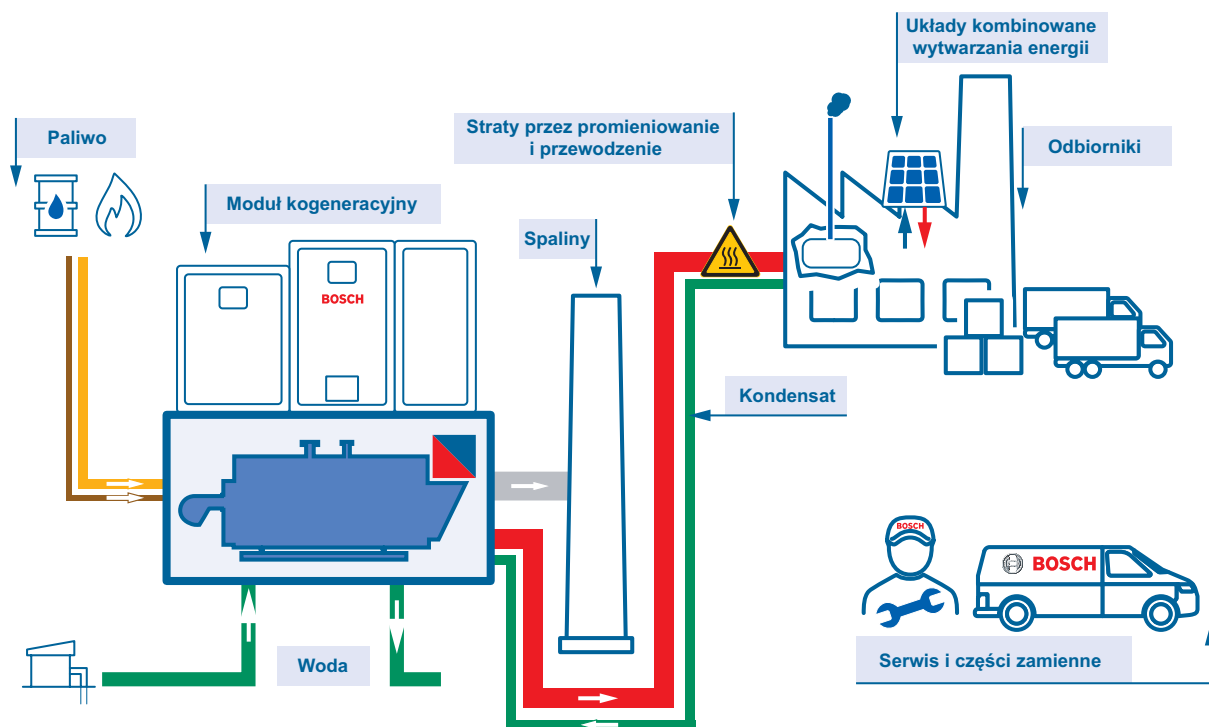 Układy kombinowane
wytwarzania energii
Paliwo
Straty przez promieniowanie
i przewodzenie
Odbiorniki
Moduł kogeneracyjny
Spaliny
BOSCH
Kondensat
BOSCH
BOSCH
Woda
Serwis i części zamienne